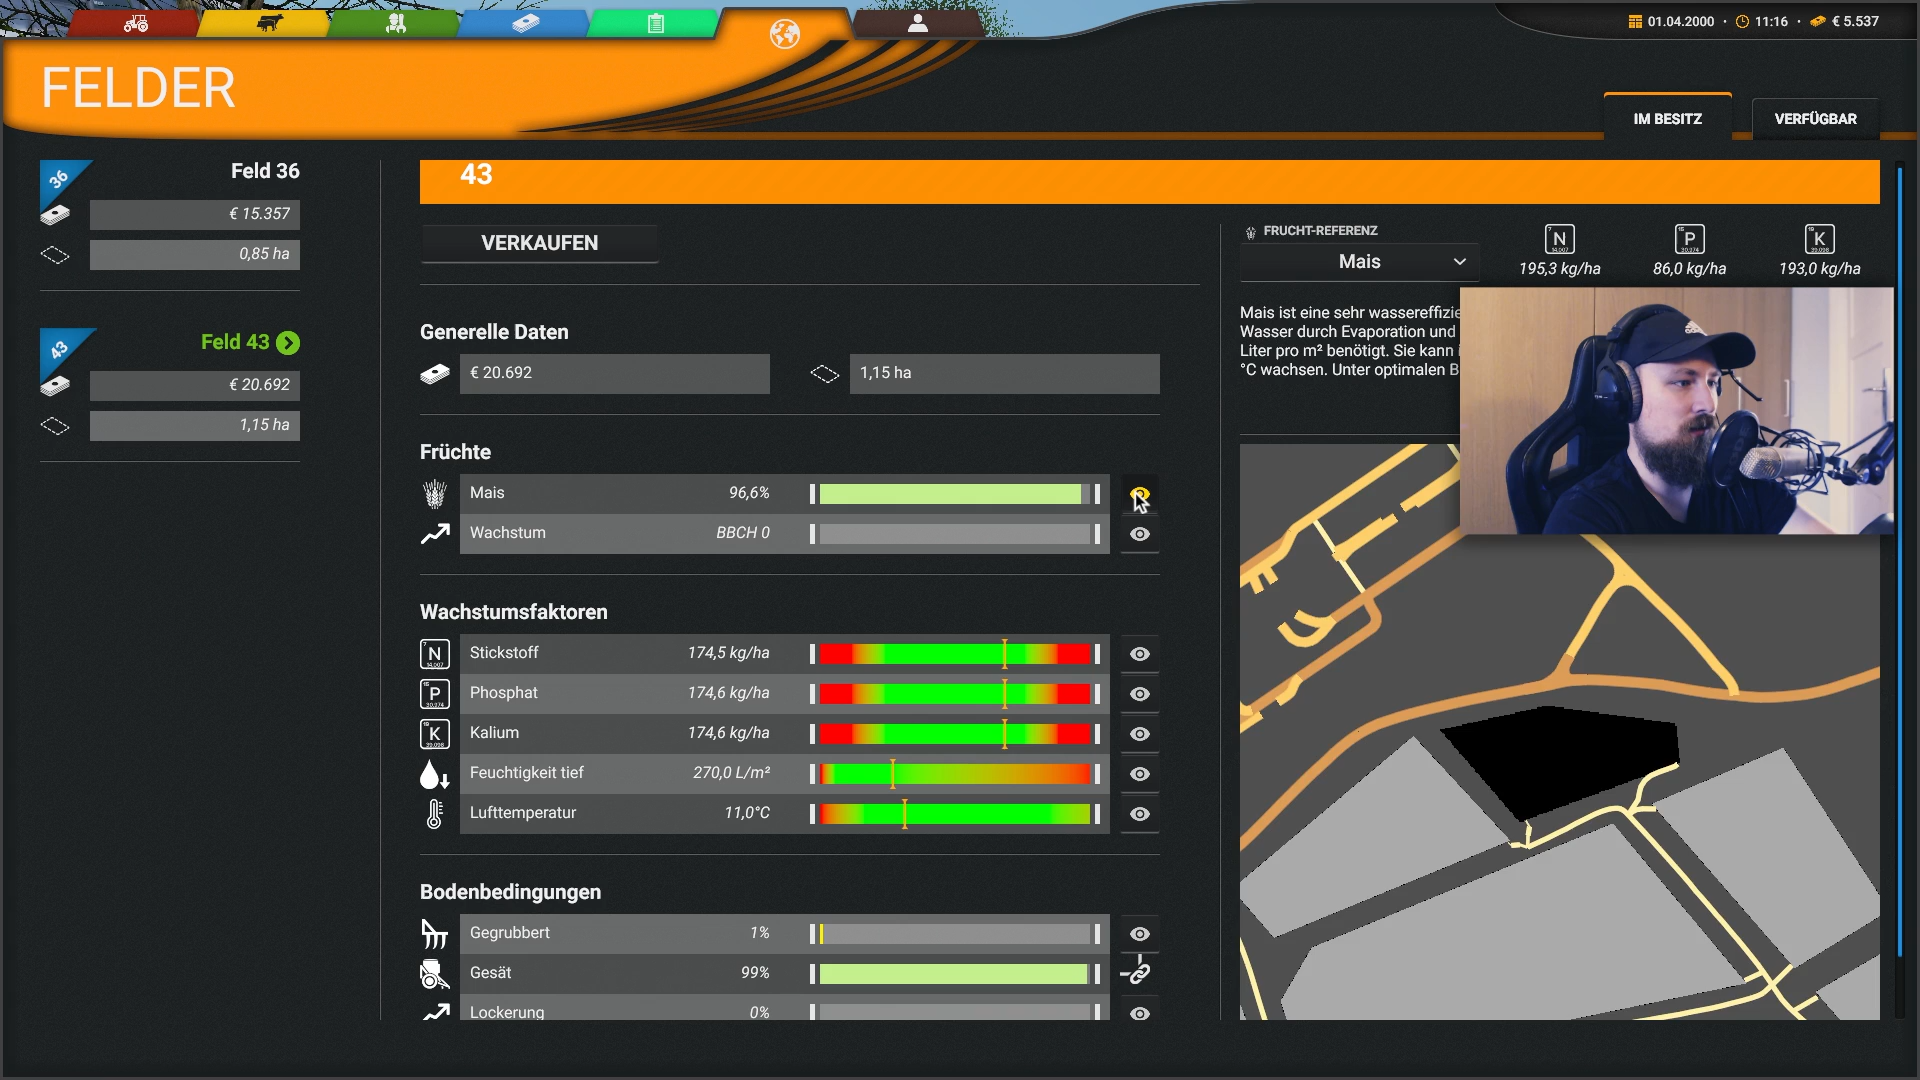 01.04.2000 · 11:16 · € 5.537
FELDER
IM BESITZ
VERFÜGBAR
36
Feld 36
€ 15.357
0,85 ha
43
Feld 43
€ 20.692
1,15 ha
43
VERKAUFEN
Generelle Daten
€ 20.692
1,15 ha
Früchte
Mais 96,6%
Wachstum BBCH 0
Wachstumsfaktoren
N Stickstoff 174,5 kg/ha
P Phosphat 174,6 kg/ha
K Kalium 174,6 kg/ha
Feuchtigkeit tief 270,0 L/m²
Lufttemperatur 11,0°C
Bodenbedingungen
Gegrubbert 1%
Gesät 99%
Lockerung 0%
FRUCHT-REFERENZ
Mais
N
195,3 kg/ha
P
86,0 kg/ha
K
193,0 kg/ha
Mais ist eine sehr wassereffizie
Wasser durch Evaporation und
Liter pro m² benötigt. Sie kann
°C wachsen. Unter optimalen B